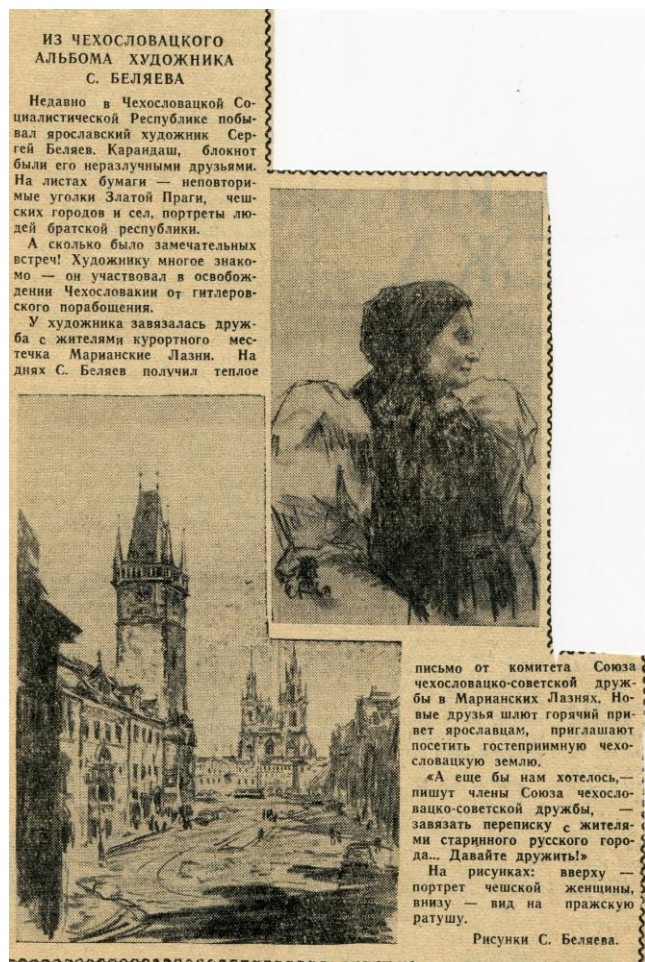 ИЗ ЧЕХОСЛОВАЦКОГО
АЛЬБОМА ХУДОЖНИКА
С. БЕЛЯЕВА
Недавно в Чехословацкой Со-
циалистической Республике побы-
вал ярославский художник Сер-
гей Беляев. Карандаш, блокнот
были его неразлучными друзьями.
На листах бумаги — неповтори-
мые уголки Златой Праги, чеш-
ских городов и сел, портреты лю-
дей братской республики.
А сколько было замечательных
встреч! Художнику многое знако-
мо — он участвовал в освобож-
дении Чехословакии от гитлеров-
ского порабощения.
У художника завязалась друж-
ба с жителями курортного мес-
течка Марианские Лазни. На
днях С. Беляев получил теплое
письмо от комитета Союза
чехословацко-советской друж-
бы в Марианских Лазнях. Но-
вые друзья шлют горячий при-
вет ярославцам, приглашают
посетить гостеприимную чехо-
словацкую землю.
«А еще бы нам хотелось,—
пишут члены Союза чехосло-
вацко-советской дружбы, —
завязать переписку с жителя-
ми старинного русского горо-
да... Давайте дружить!»
На рисунках: вверху —
портрет чешской женщины,
внизу — вид на пражскую
ратушу.
Рисунки С. Беляева.